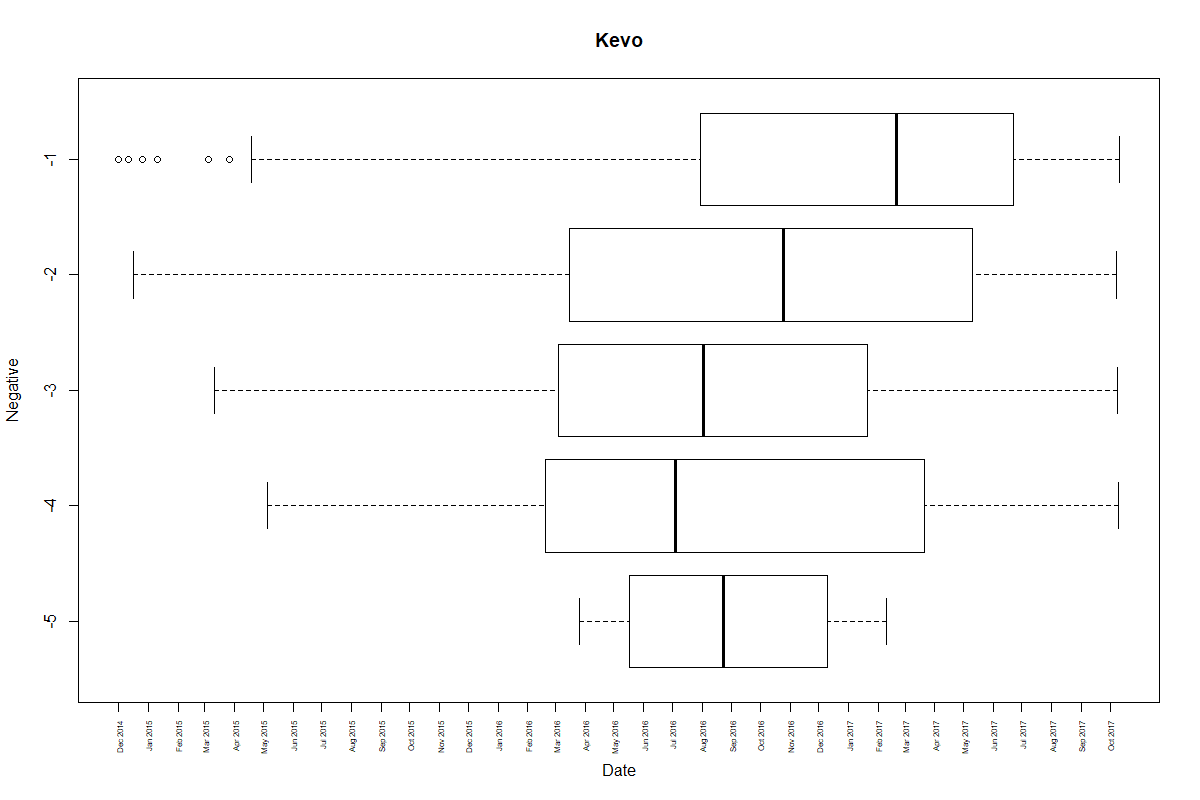 Kevo
Negative
-1
-2
-3
-4
-5
Dec 2014
Jan 2015
Feb 2015
Mar 2015
Apr 2015
May 2015
Jun 2015
Jul 2015
Aug 2015
Sep 2015
Oct 2015
Nov 2015
Dec 2015
Jan 2016
Feb 2016
Mar 2016
Apr 2016
May 2016
Jun 2016
Jul 2016
Aug 2016
Sep 2016
Oct 2016
Nov 2016
Dec 2016
Jan 2017
Feb 2017
Mar 2017
Apr 2017
May 2017
Jun 2017
Jul 2017
Aug 2017
Sep 2017
Oct 2017
Date